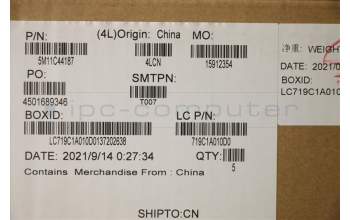 P/N: (4L)Origin: China MO:
5M11C44187 4LCN 15912354
PO: SMTPN:
4501689346 T007
BOXID: LC P/N:
LC719C1A010D0137202638 719C1A010D0
DATE: 2021/9/14 0:27:34 QTY:
5
Contains Merchandise From : China
SHIPTO:CN
净重: WEIGH
DATE: 2021/0
BOXID:
LC719C1A010
ipc-computer